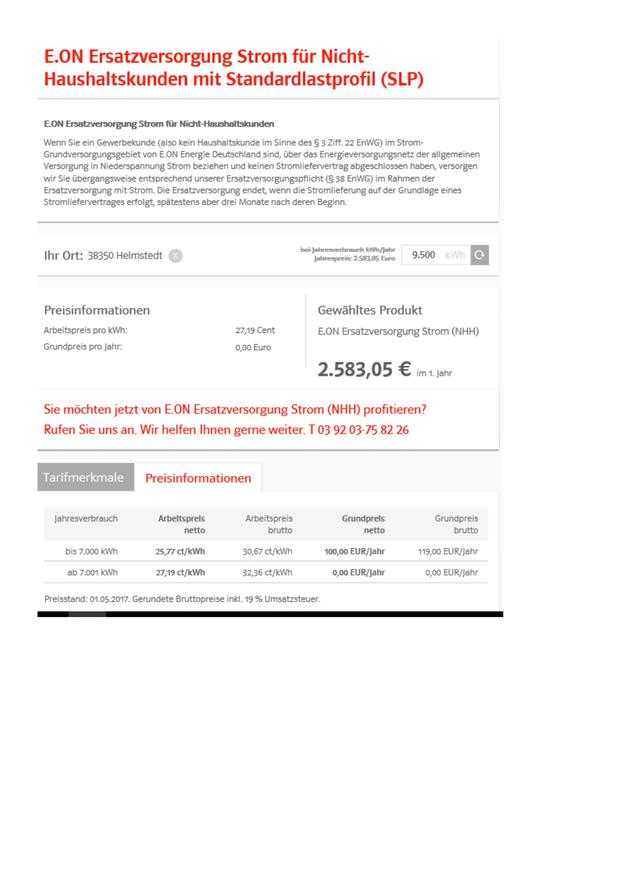 E.ON Ersatzversorgung Strom für Nicht-
Haushaltskunden mit Standardlastprofil (SLP)
E.ON Ersatzversorgung Strom für Nicht-Haushaltskunden
Wenn Sie ein Gewerbekunde (also kein Haushaltskunde im Sinne des § 3 Ziff. 22 EnWG) im Strom-
Grundversorgungsgebiet von E.ON Energie Deutschland sind, über das Energieversorgungsnetz der allgemeinen
Versorgung in Niederspannung Strom beziehen und keinen Stromliefervertrag abgeschlossen haben, versorgen
wir Sie übergangsweise entsprechend unserer Ersatzversorgungspflicht (§ 38 EnWG) im Rahmen der
Ersatzversorgung mit Strom. Die Ersatzversorgung endet, wenn die Stromlieferung auf der Grundlage eines
Stromliefervertrages erfolgt, spätestens aber drei Monate nach deren Beginn.
Ihr Ort: 38350 Helmstedt X
bei Jahresverbrauch kWh/Jahr
Jahrespreis: 2.583,05 Euro
9.500 kWh
Preisinformationen
Arbeitspreis pro kWh: 27,19 Cent
Grundpreis pro Jahr: 0,00 Euro
Gewähltes Produkt
E.ON Ersatzversorgung Strom (NHH)
2.583,05 € im 1. Jahr
Sie möchten jetzt von E.ON Ersatzversorgung Strom (NHH) profitieren?
Rufen Sie uns an. Wir helfen Ihnen gerne weiter. T 03 92 03-75 82 26
Tarifmerkmale Preisinformationen
Jahresverbrauch Arbeitspreis Arbeitspreis Grundpreis Grundpreis
netto brutto netto brutto
bis 7.000 kWh 25,77 ct/kWh 30,67 ct/kWh 100,00 EUR/Jahr 119,00 EUR/Jahr
ab 7.001 kWh 27,19 ct/kWh 32,36 ct/kWh 0,00 EUR/Jahr 0,00 EUR/Jahr
Preisstand: 01.05.2017. Gerundete Bruttopreise inkl. 19 % Umsatzsteuer.